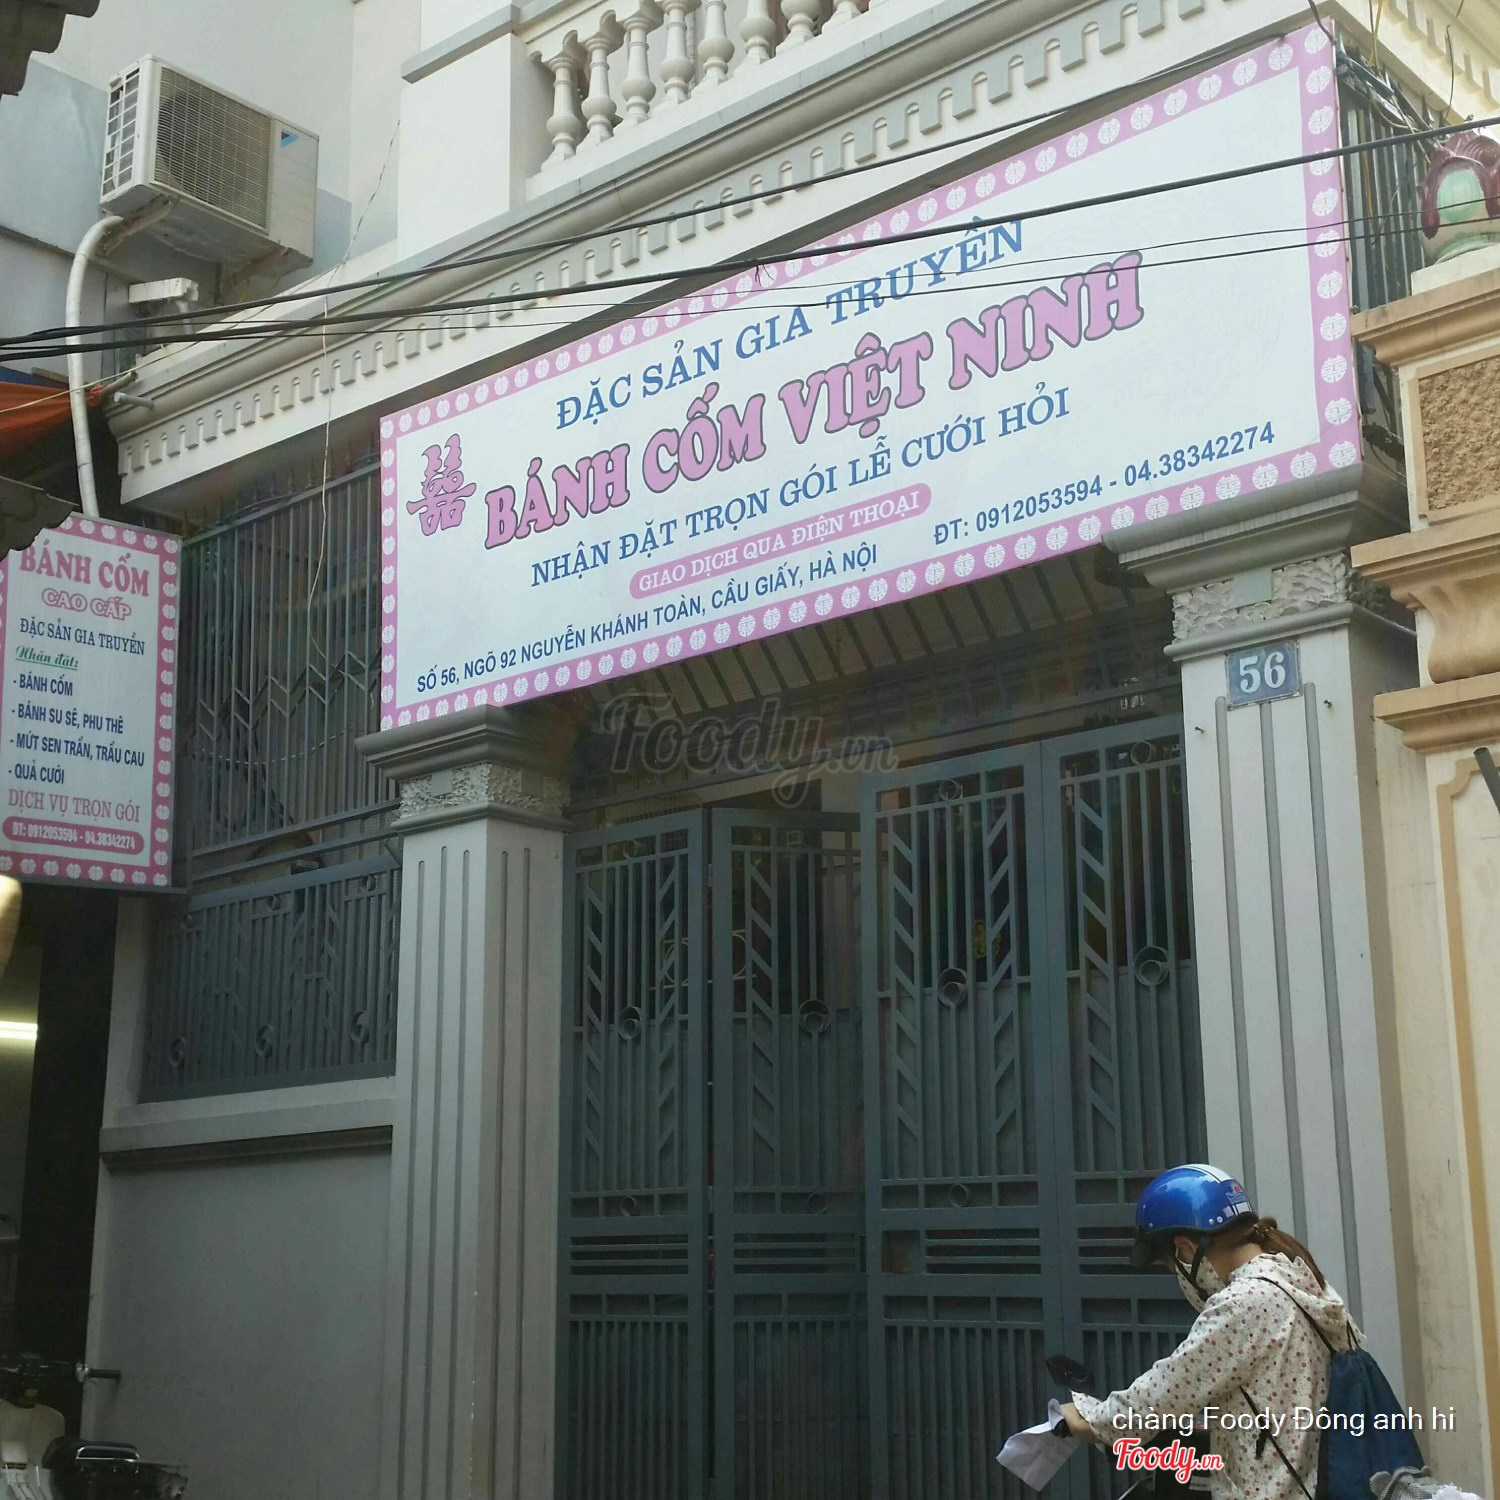 ĐẶC SẢN GIA TRUYỀN
囍
BÁNH CỐM VIỆT NINH
NHẬN ĐẶT TRỌN GÓI LỄ CƯỚI HỎI
GIAO DỊCH QUA ĐIỆN THOẠI
SỐ 56, NGÕ 92 NGUYỄN KHÁNH TOÀN, CẦU GIẤY, HÀ NỘI
ĐT: 0912053594 - 04.38342274
BÁNH CỐM
CAO CẤP
ĐẶC SẢN GIA TRUYỀN
Nhận đặt:
- BÁNH CỐM
- BÁNH SU SÊ, PHU THÊ
- MỨT SEN TRẦN, TRẦU CAU
- QUẢ CƯỚI
DỊCH VỤ TRỌN GÓI
ĐT: 0912053594 - 04.38342274
56
Foody.vn
chàng Foody Đông anh hi
Foody.vn